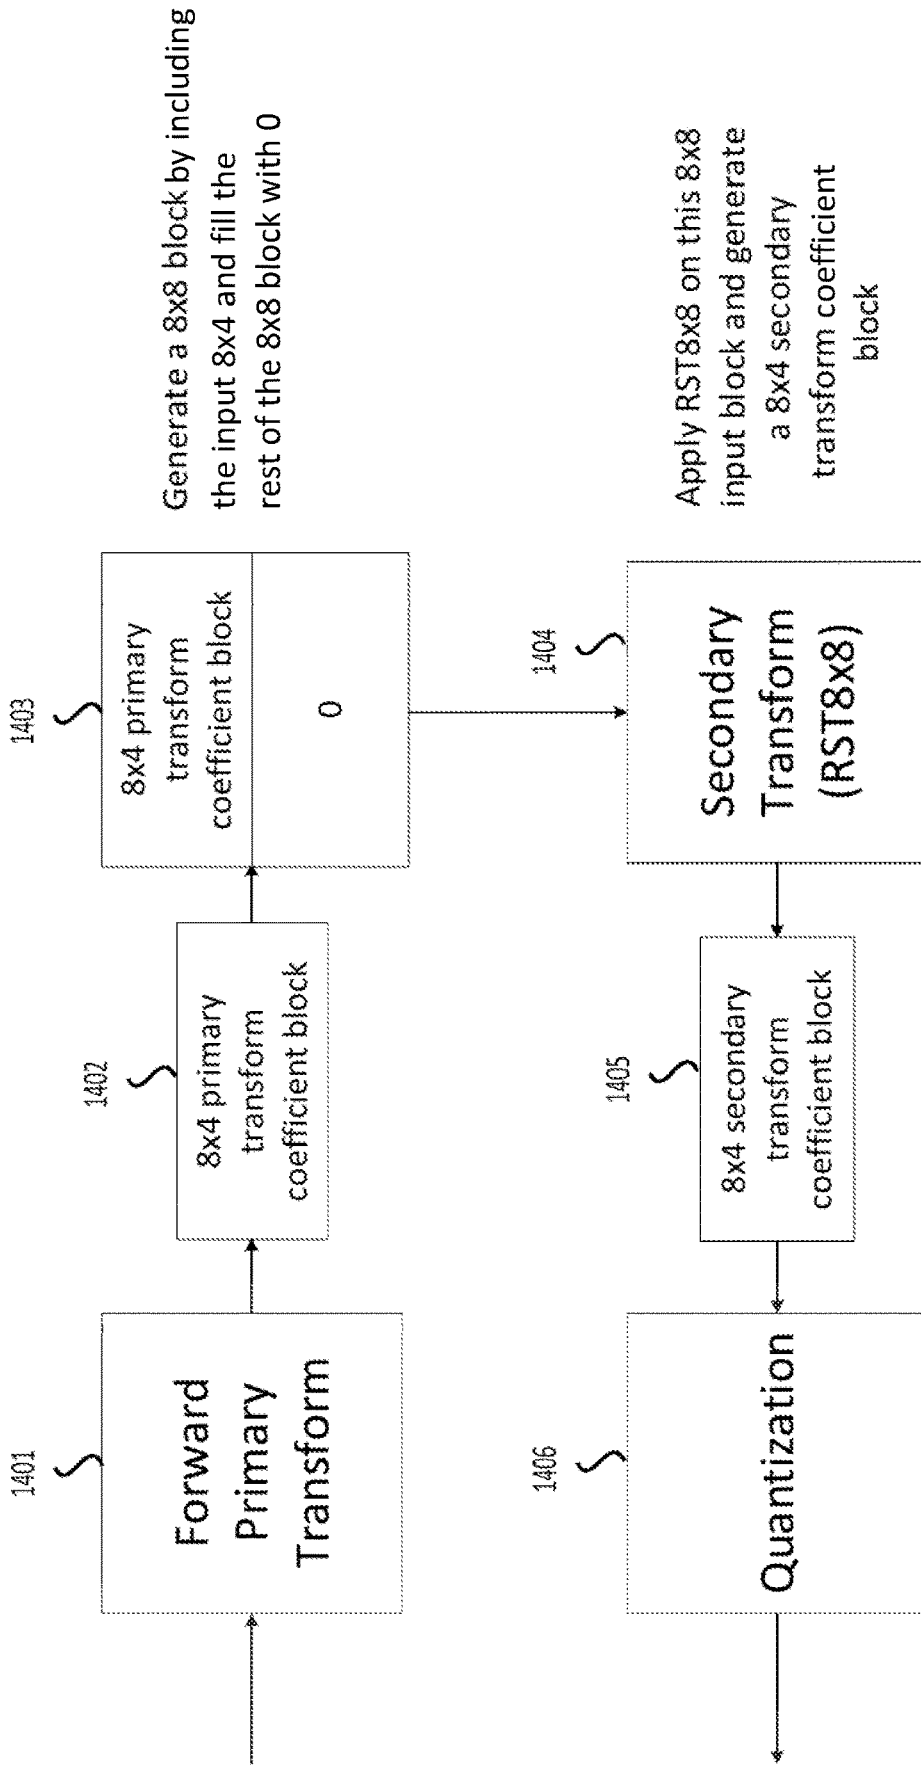 1401
Forward
Primary
Transform
1402
8x4 primary
transform
coefficient block
1403
8x4 primary
transform
coefficient block
0
Generate a 8x8 block by including
the input 8x4 and fill the
rest of the 8x8 block with 0
1404
Secondary
Transform
(RST8x8)
Apply RST8x8 on this 8x8
input block and generate
a 8x4 secondary
transform coefficient
block
1405
8x4 secondary
transform
coefficient block
1406
Quantization